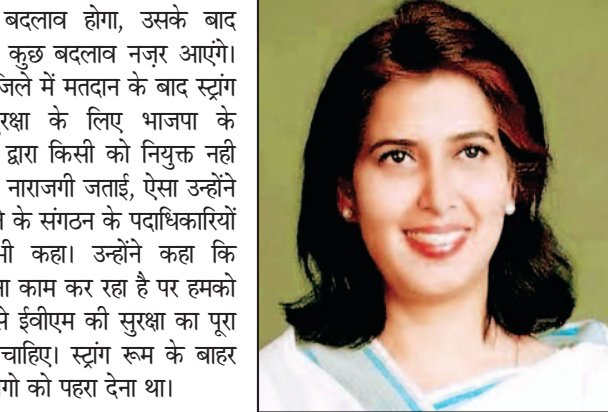 बदलाव होगा, उसके बाद
कुछ बदलाव नज़र आएंगे।
जिले में मतदान के बाद स्ट्रांग
रक्षा के लिए भाजपा के
द्वारा किसी को नियुक्त नही
नाराजगी जताई, ऐसा उन्होंने
के संगठन के पदाधिकारियों
कहा। उन्होंने कहा कि
काम कर रहा है पर हमको
से ईवीएम की सुरक्षा का पूरा
चाहिए। स्ट्रांग रूम के बाहर
को पहरा देना था।